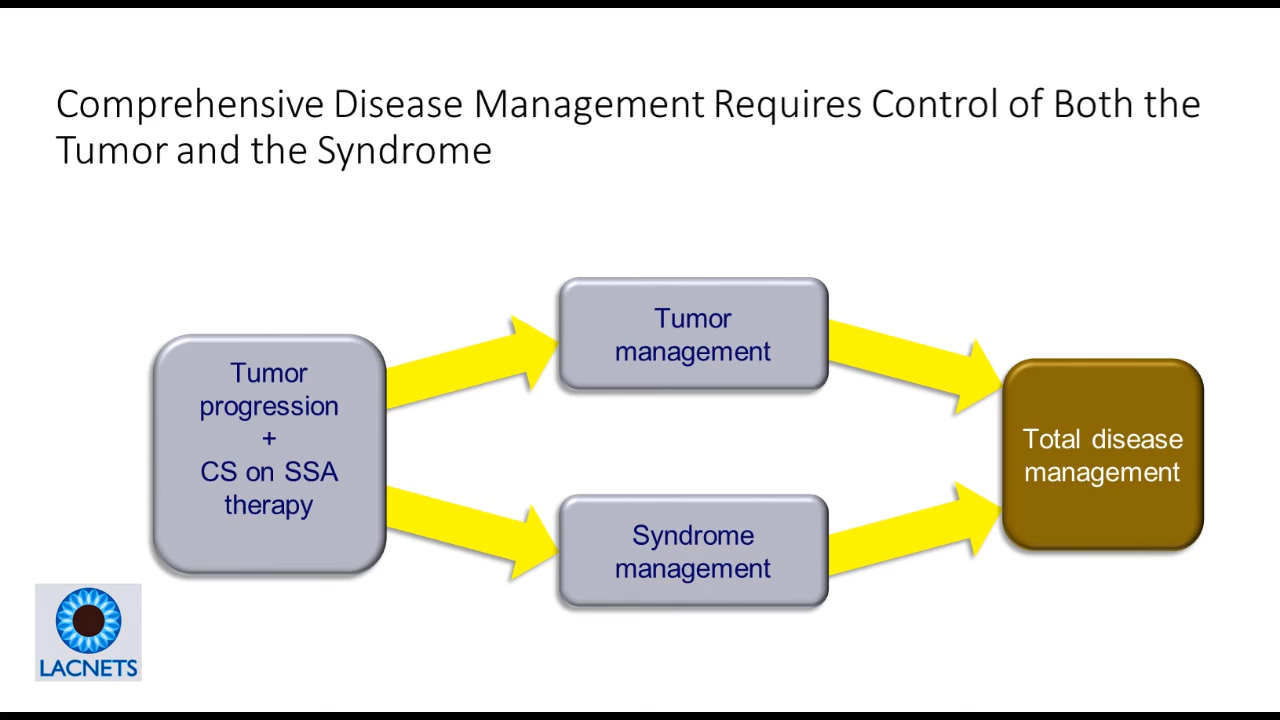 Comprehensive Disease Management Requires Control of Both the
Tumor and the Syndrome
Tumor
progression
+
CS on SSA
therapy
Tumor
management
Syndrome
management
Total disease
management
LACNETS